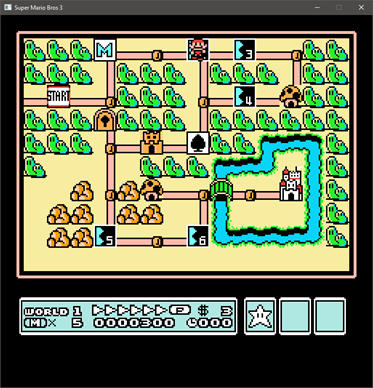 Super Mario Bros 3
M
3
START
4
5
6
WORLD 1 P $ 3
(M)x 5 0000300 000